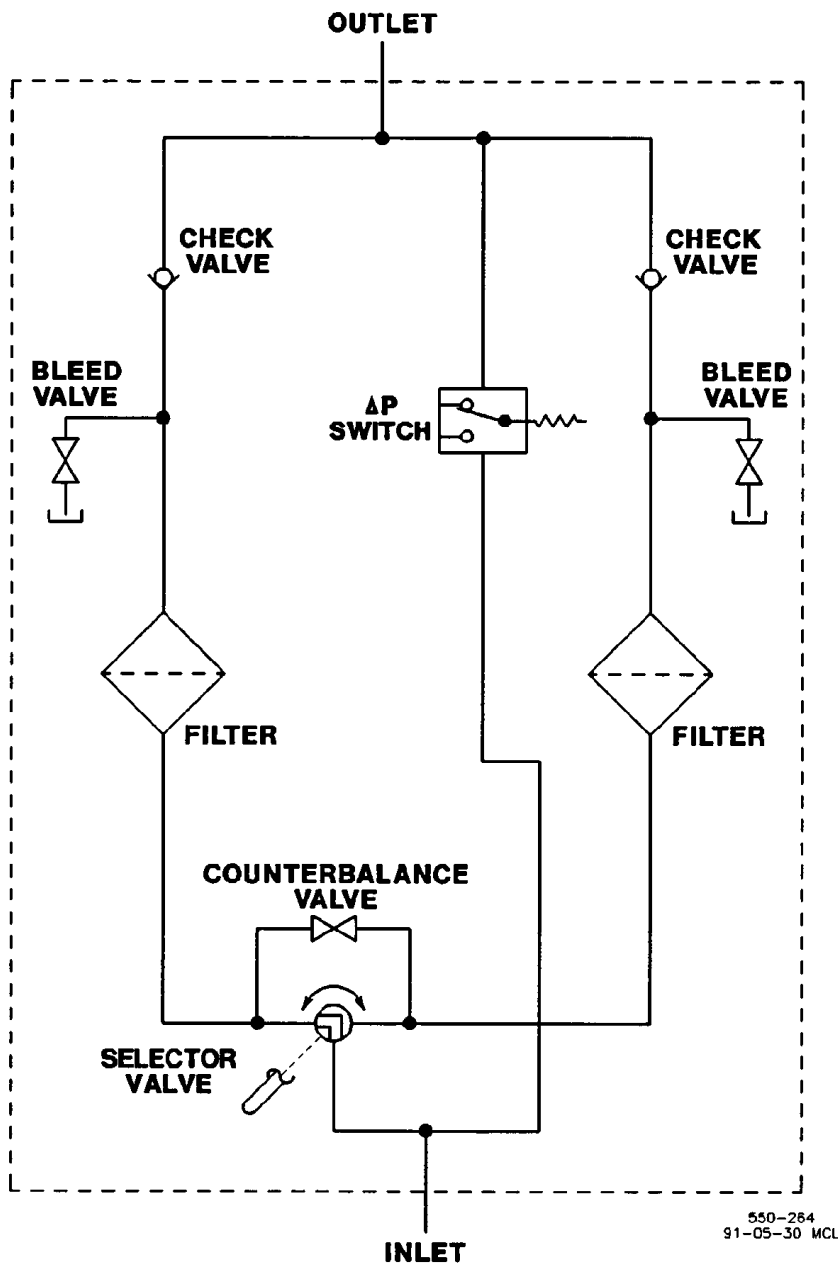 OUTLET
CHECK
VALVE
CHECK
VALVE
BLEED
VALVE
ΔP
SWITCH
BLEED
VALVE
FILTER
FILTER
COUNTERBALANCE
VALVE
SELECTOR
VALVE
INLET
550-264
91-05-30 MCL